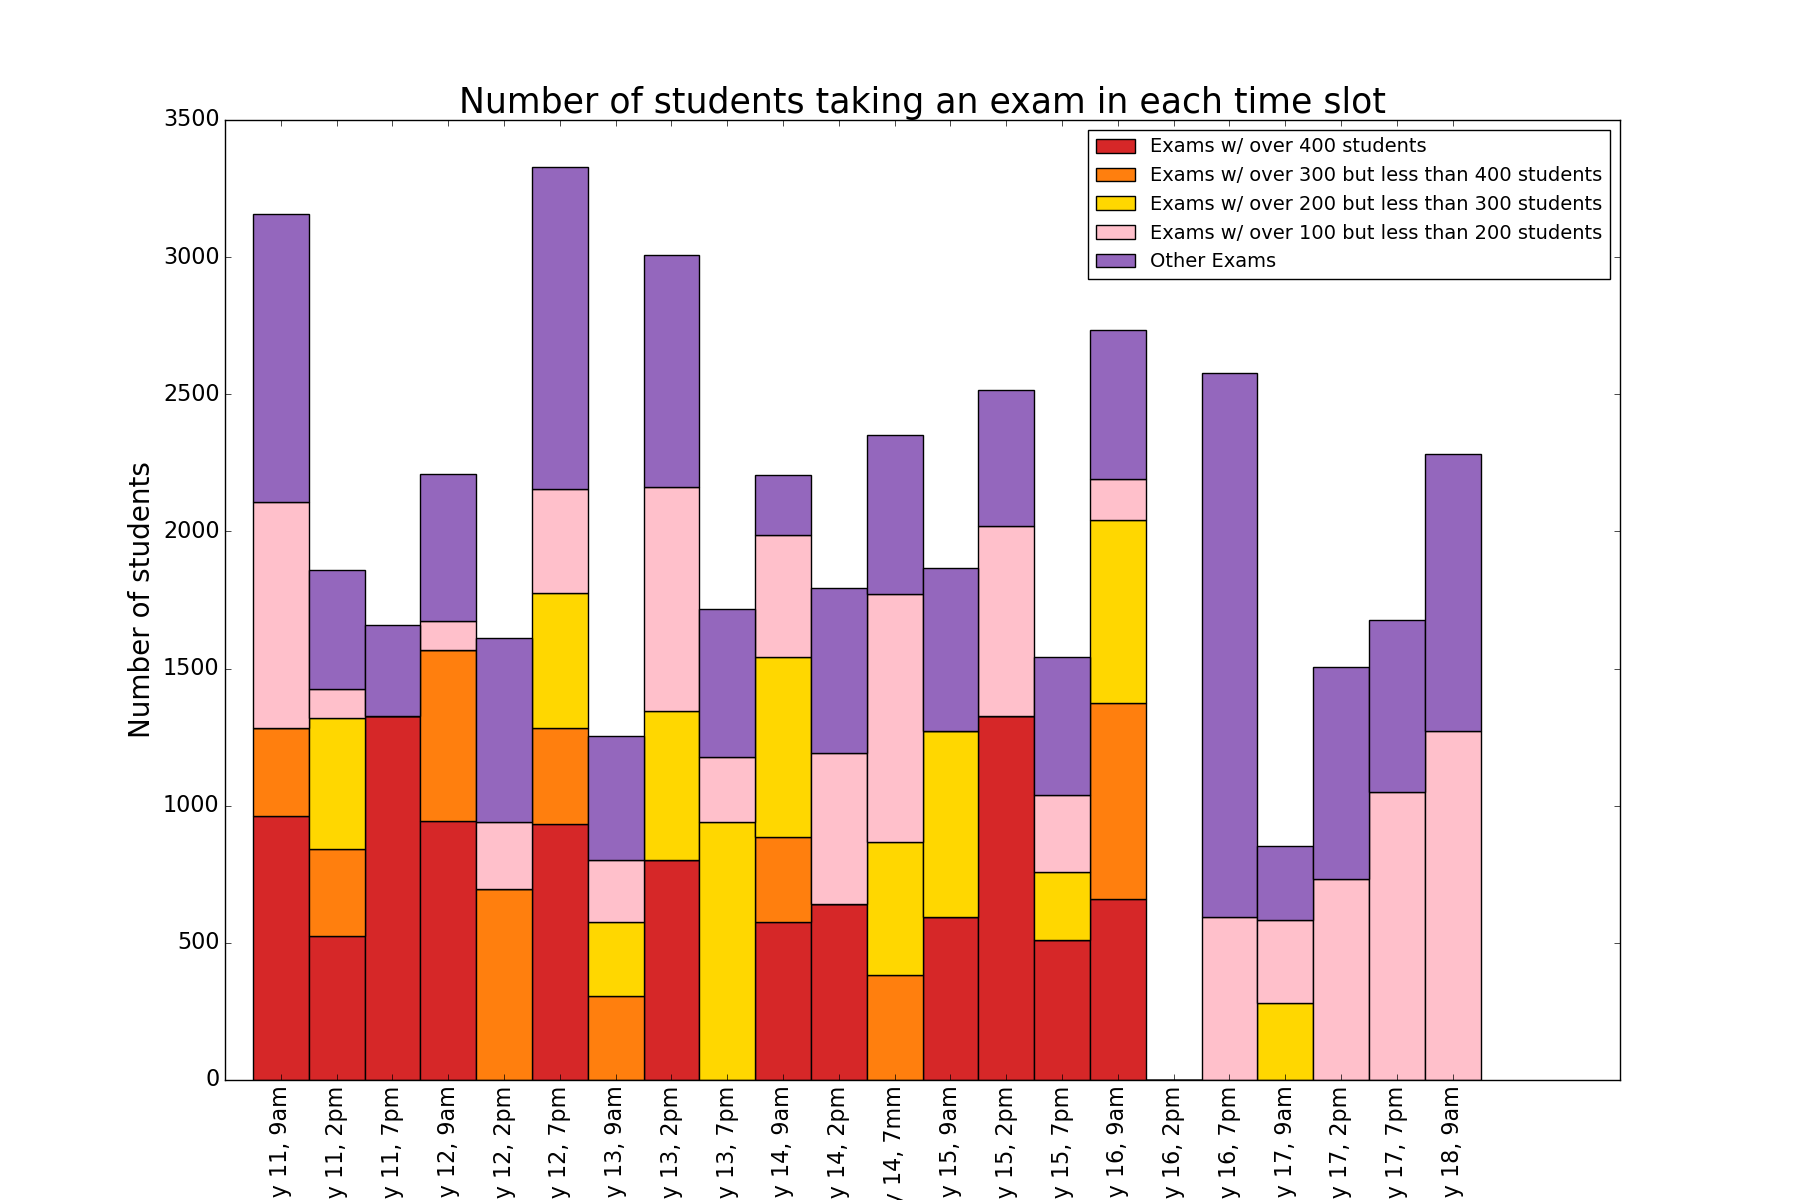 Number of students taking an exam in each time slot
Exams w/ over 400 students
Exams w/ over 300 but less than 400 students
Exams w/ over 200 but less than 300 students
Exams w/ over 100 but less than 200 students
Other Exams
Number of students
3500
3000
2500
2000
1500
1000
500
0
y 11, 9am
y 11, 2pm
y 11, 7pm
y 12, 9am
y 12, 2pm
y 12, 7pm
y 13, 9am
y 13, 2pm
y 13, 7pm
y 14, 9am
y 14, 2pm
y 14, 7mm
y 15, 9am
y 15, 2pm
y 15, 7pm
y 16, 9am
y 16, 2pm
y 16, 7pm
y 17, 9am
y 17, 2pm
y 17, 7pm
y 18, 9am